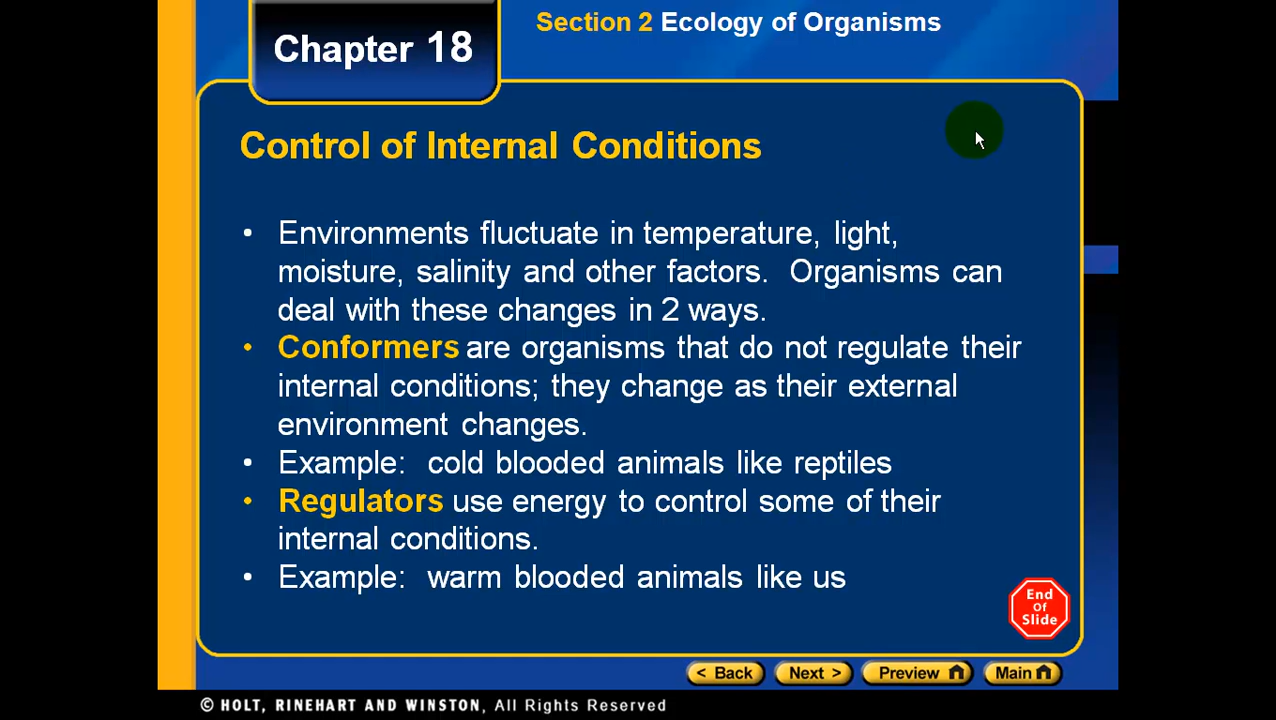 Section 2 Ecology of Organisms
Chapter 18
Control of Internal Conditions
• Environments fluctuate in temperature, light,
moisture, salinity and other factors. Organisms can
deal with these changes in 2 ways.
• Conformers are organisms that do not regulate their
internal conditions; they change as their external
environment changes.
• Example: cold blooded animals like reptiles
• Regulators use energy to control some of their
internal conditions.
• Example: warm blooded animals like us
End
Of
Slide
< Back
Next >
Preview
Main
© HOLT, RINEHART AND WINSTON, All Rights Reserved